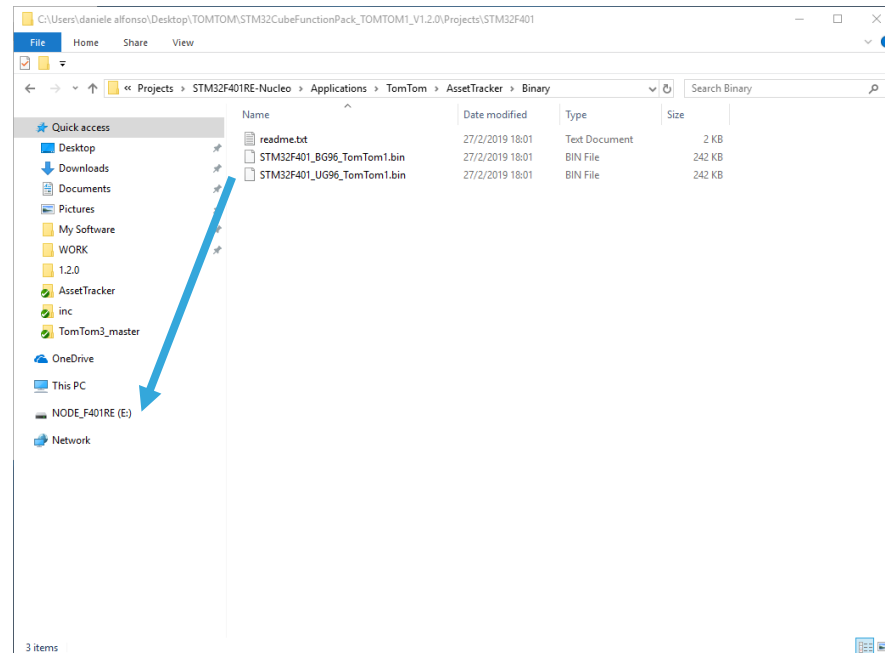 C:\Users\daniele alfonso\Desktop\TOMTOM\STM32CubeFunctionPack_TOMTOM1_V1.2.0\Projects\STM32F401
File Home Share View
« Projects › STM32F401RE-Nucleo › Applications › TomTom › AssetTracker › Binary Search Binary
Name Date modified Type Size
Quick access
Desktop
Downloads
Documents
Pictures
My Software
WORK
1.2.0
AssetTracker
inc
TomTom3_master
OneDrive
This PC
NODE_F401RE (E:)
Network
readme.txt 27/2/2019 18:01 Text Document 2 KB
STM32F401_BG96_TomTom1.bin 27/2/2019 18:01 BIN File 242 KB
STM32F401_UG96_TomTom1.bin 27/2/2019 18:01 BIN File 242 KB
3 items